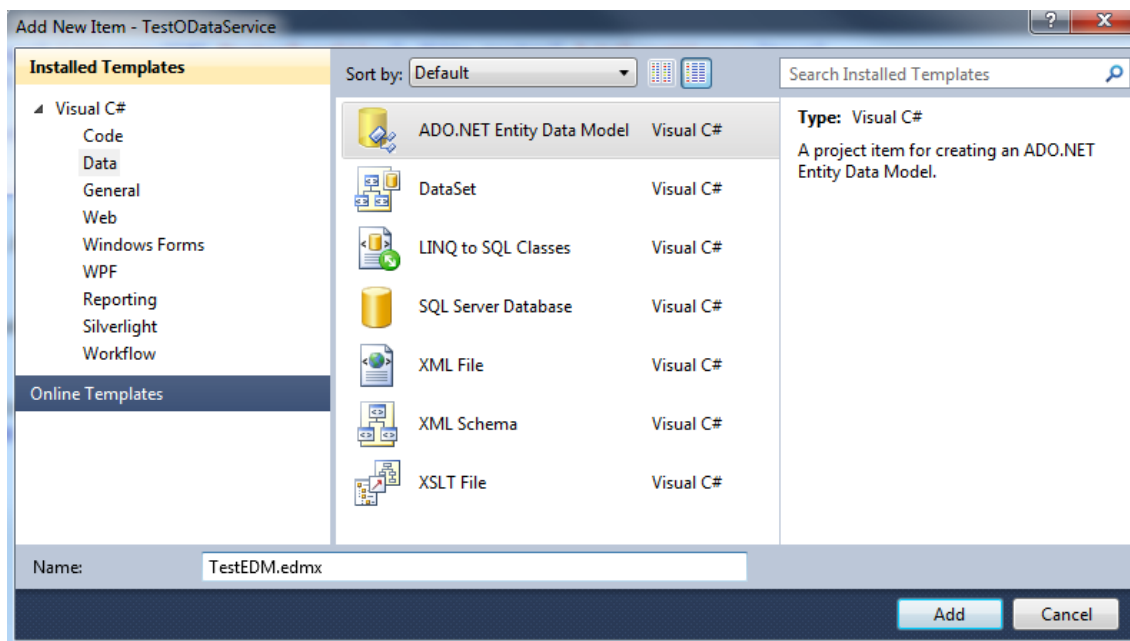 Add New Item - TestODataService
?
X
Installed Templates
Visual C#
Code
Data
General
Web
Windows Forms
WPF
Reporting
Silverlight
Workflow
Online Templates
Sort by: Default
ADO.NET Entity Data Model Visual C#
DataSet Visual C#
LINQ to SQL Classes Visual C#
SQL Server Database Visual C#
XML File Visual C#
XML Schema Visual C#
XSLT File Visual C#
Search Installed Templates
Type: Visual C#
A project item for creating an ADO.NET
Entity Data Model.
Name: TestEDM.edmx
Add Cancel